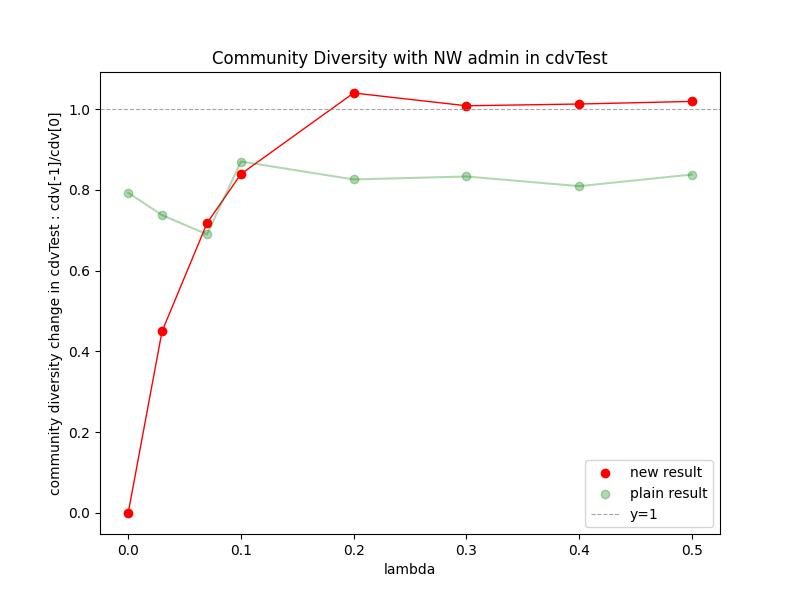 Community Diversity with NW admin in cdvTest
community diversity change in cdvTest : cdv[-1]/cdv[0]
1.0
0.8
0.6
0.4
0.2
0.0
new result
plain result
y=1
0.0 0.1 0.2 0.3 0.4 0.5
lambda